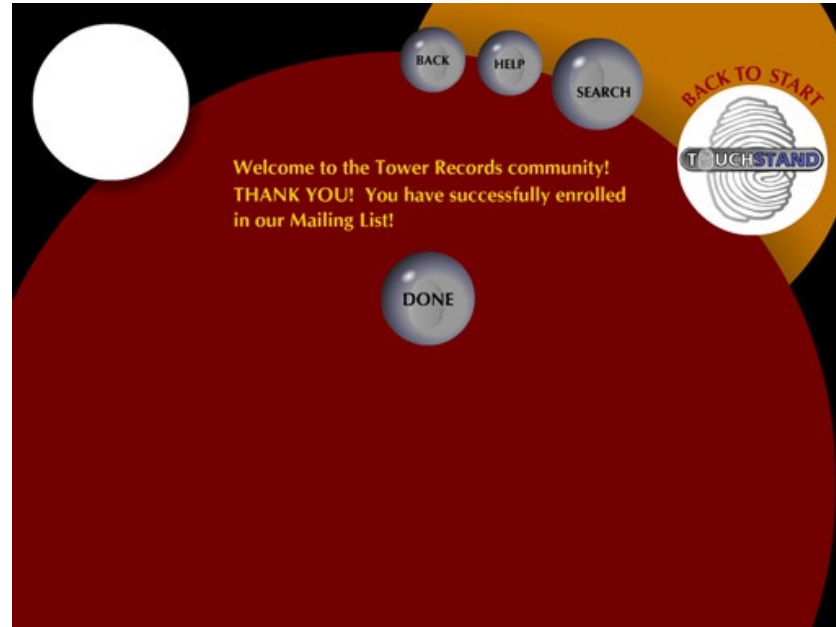 BACK
HELP
SEARCH
BACK TO START
TOUCHSTAND
Welcome to the Tower Records community!
THANK YOU!  You have successfully enrolled
in our Mailing List!
DONE